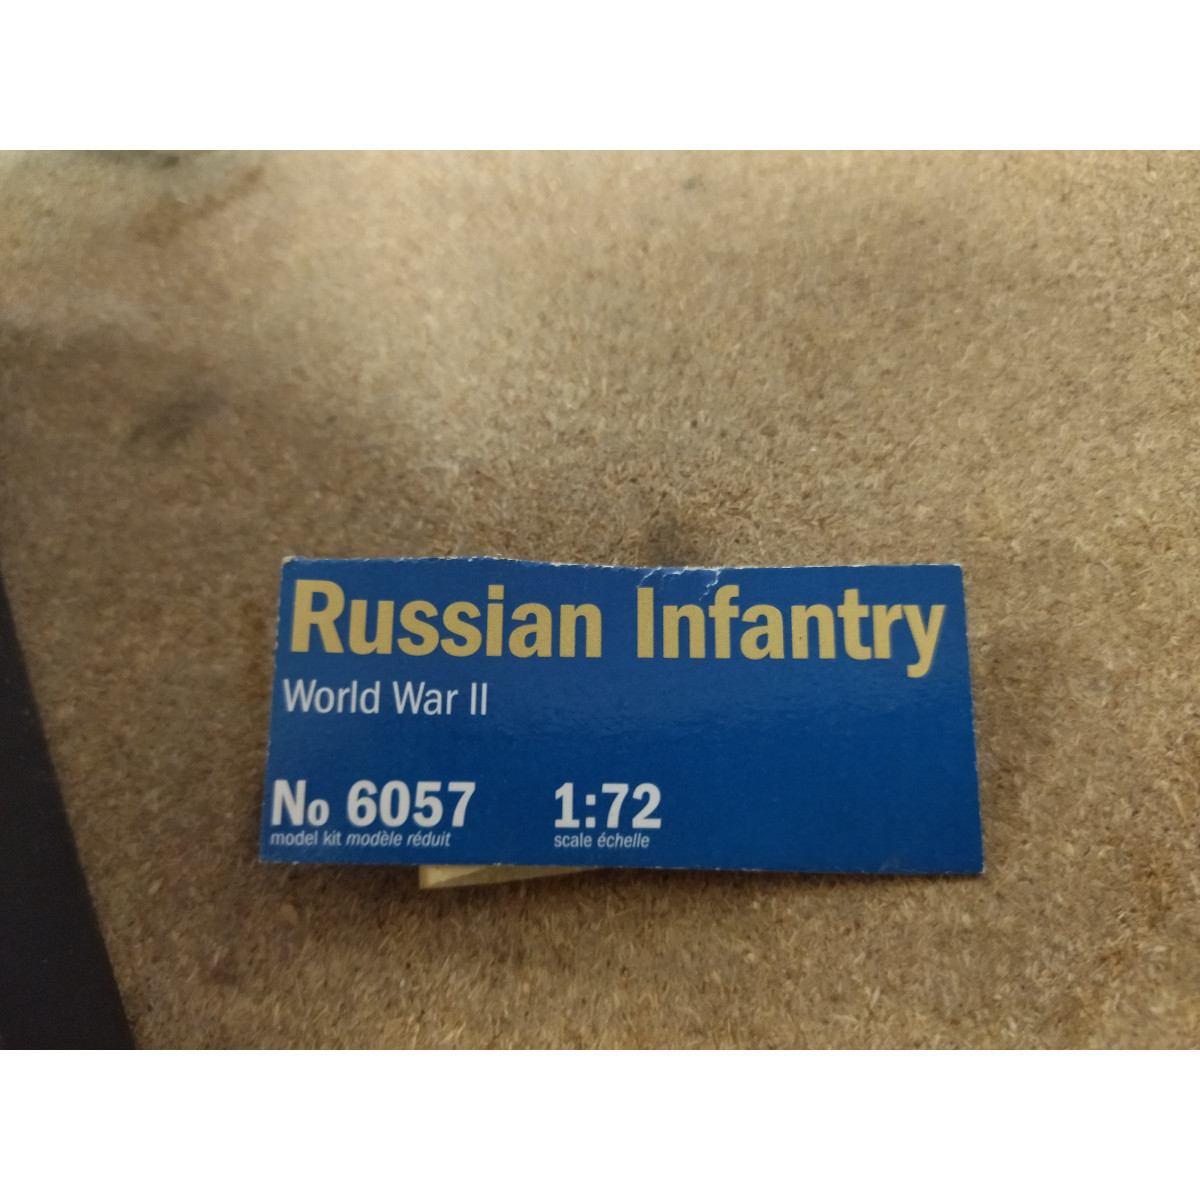 Russian Infantry
World War II
No 6057 1:72
model kit modèle réduit scale échelle